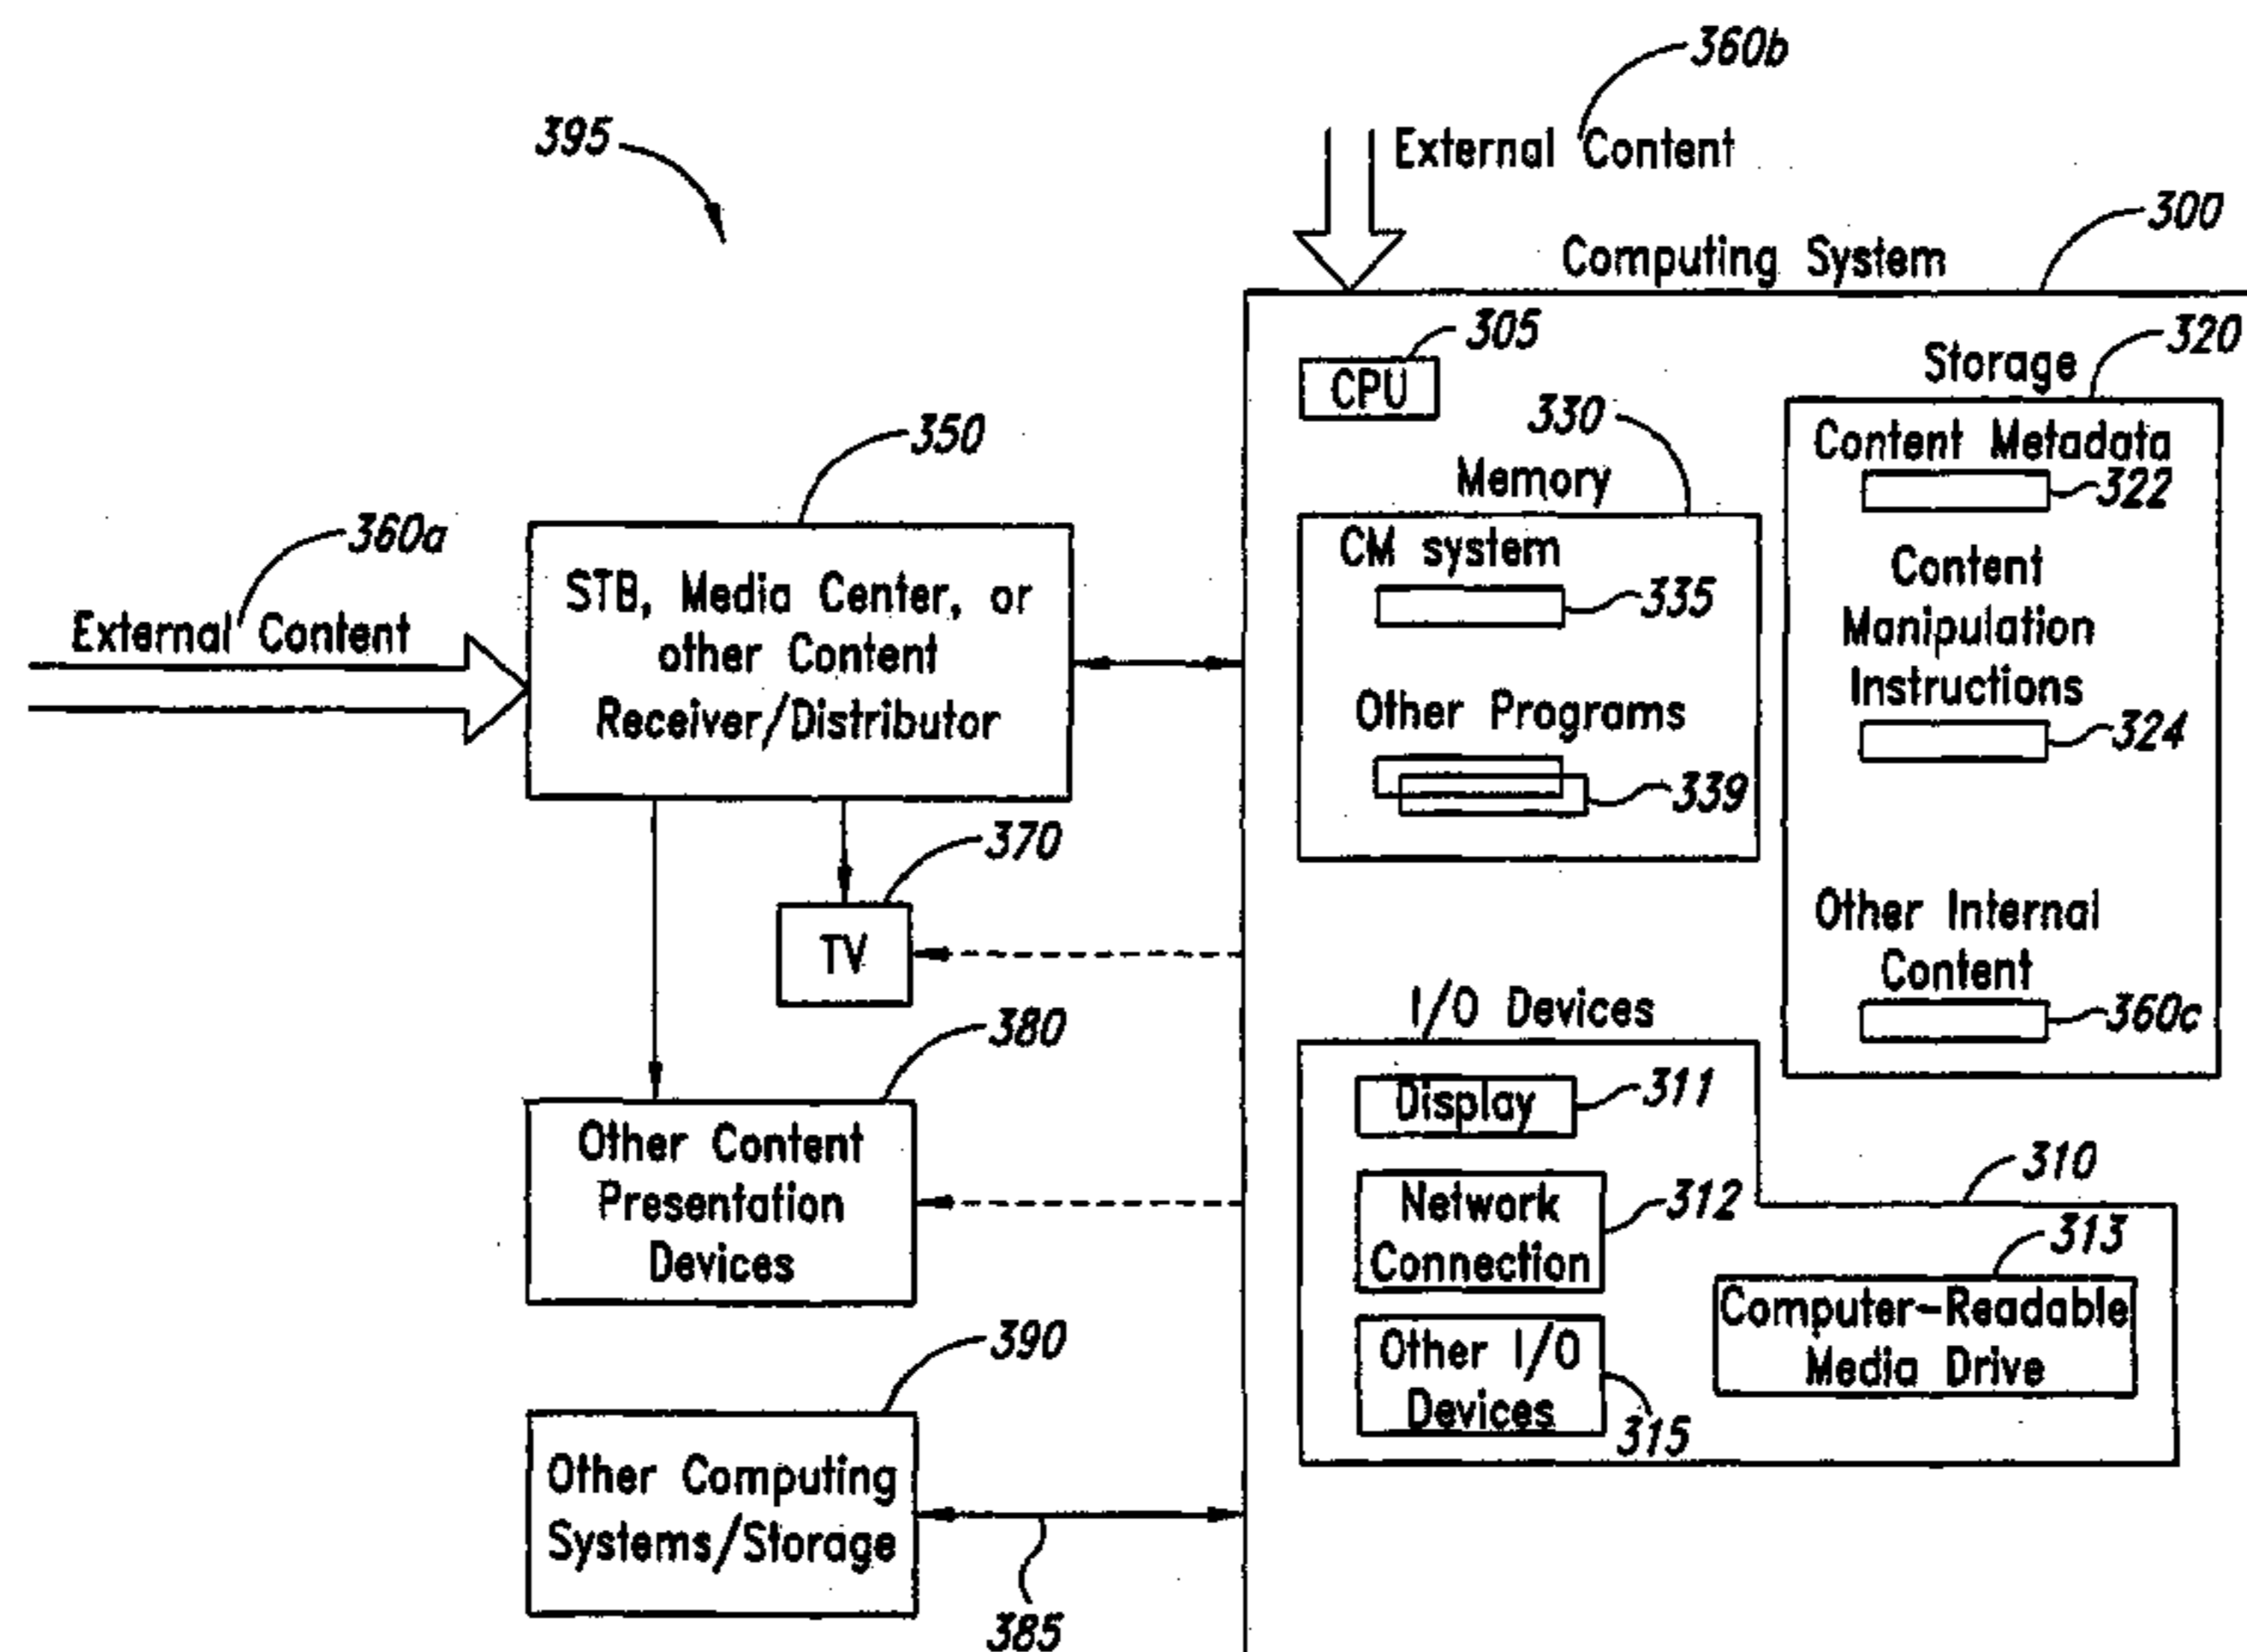 360b
395
External Content
300
Computing System
305
CPU
320
Storage
330
Content Metadata
322
350
Memory
CM system
335
Content
Manipulation
Instructions
324
360a
External Content
STB, Media Center, or
other Content
Receiver/Distributor
Other Programs
339
370
TV
Other Internal
Content
360c
I/O Devices
380
Display
311
Other Content
Presentation
Devices
310
Network
Connection
312
313
Computer-Readable
Media Drive
390
Other I/O
Devices
315
Other Computing
Systems/Storage
385